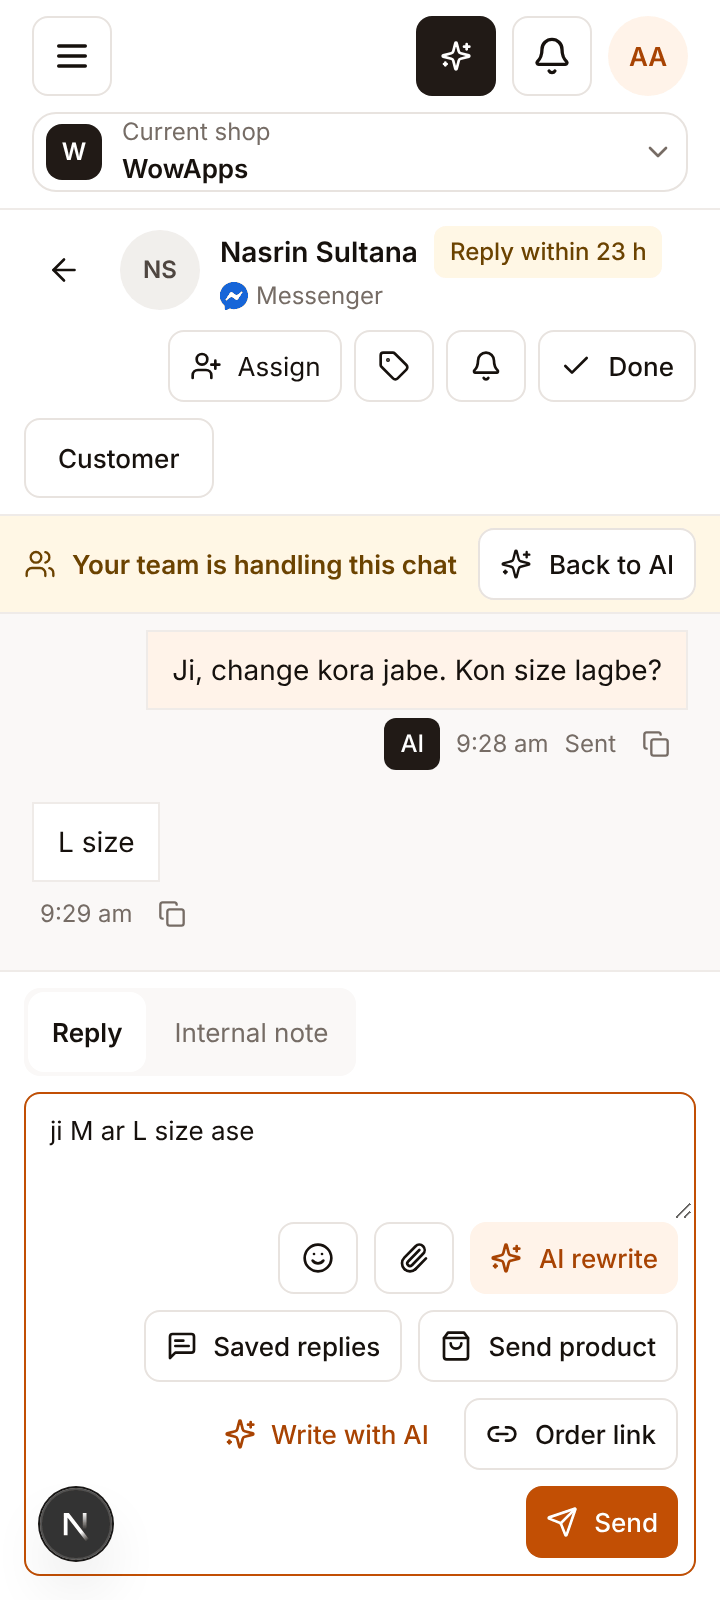 AA
W
Current shop
WowApps
NS
Nasrin Sultana
Reply within 23 h
Messenger
Assign
Done
Customer
Your team is handling this chat
Back to AI
Ji, change kora jabe. Kon size lagbe?
AI 9:28 am Sent
L size
9:29 am
Reply
Internal note
ji M ar L size ase
AI rewrite
Saved replies
Send product
Write with AI
Order link
N
Send